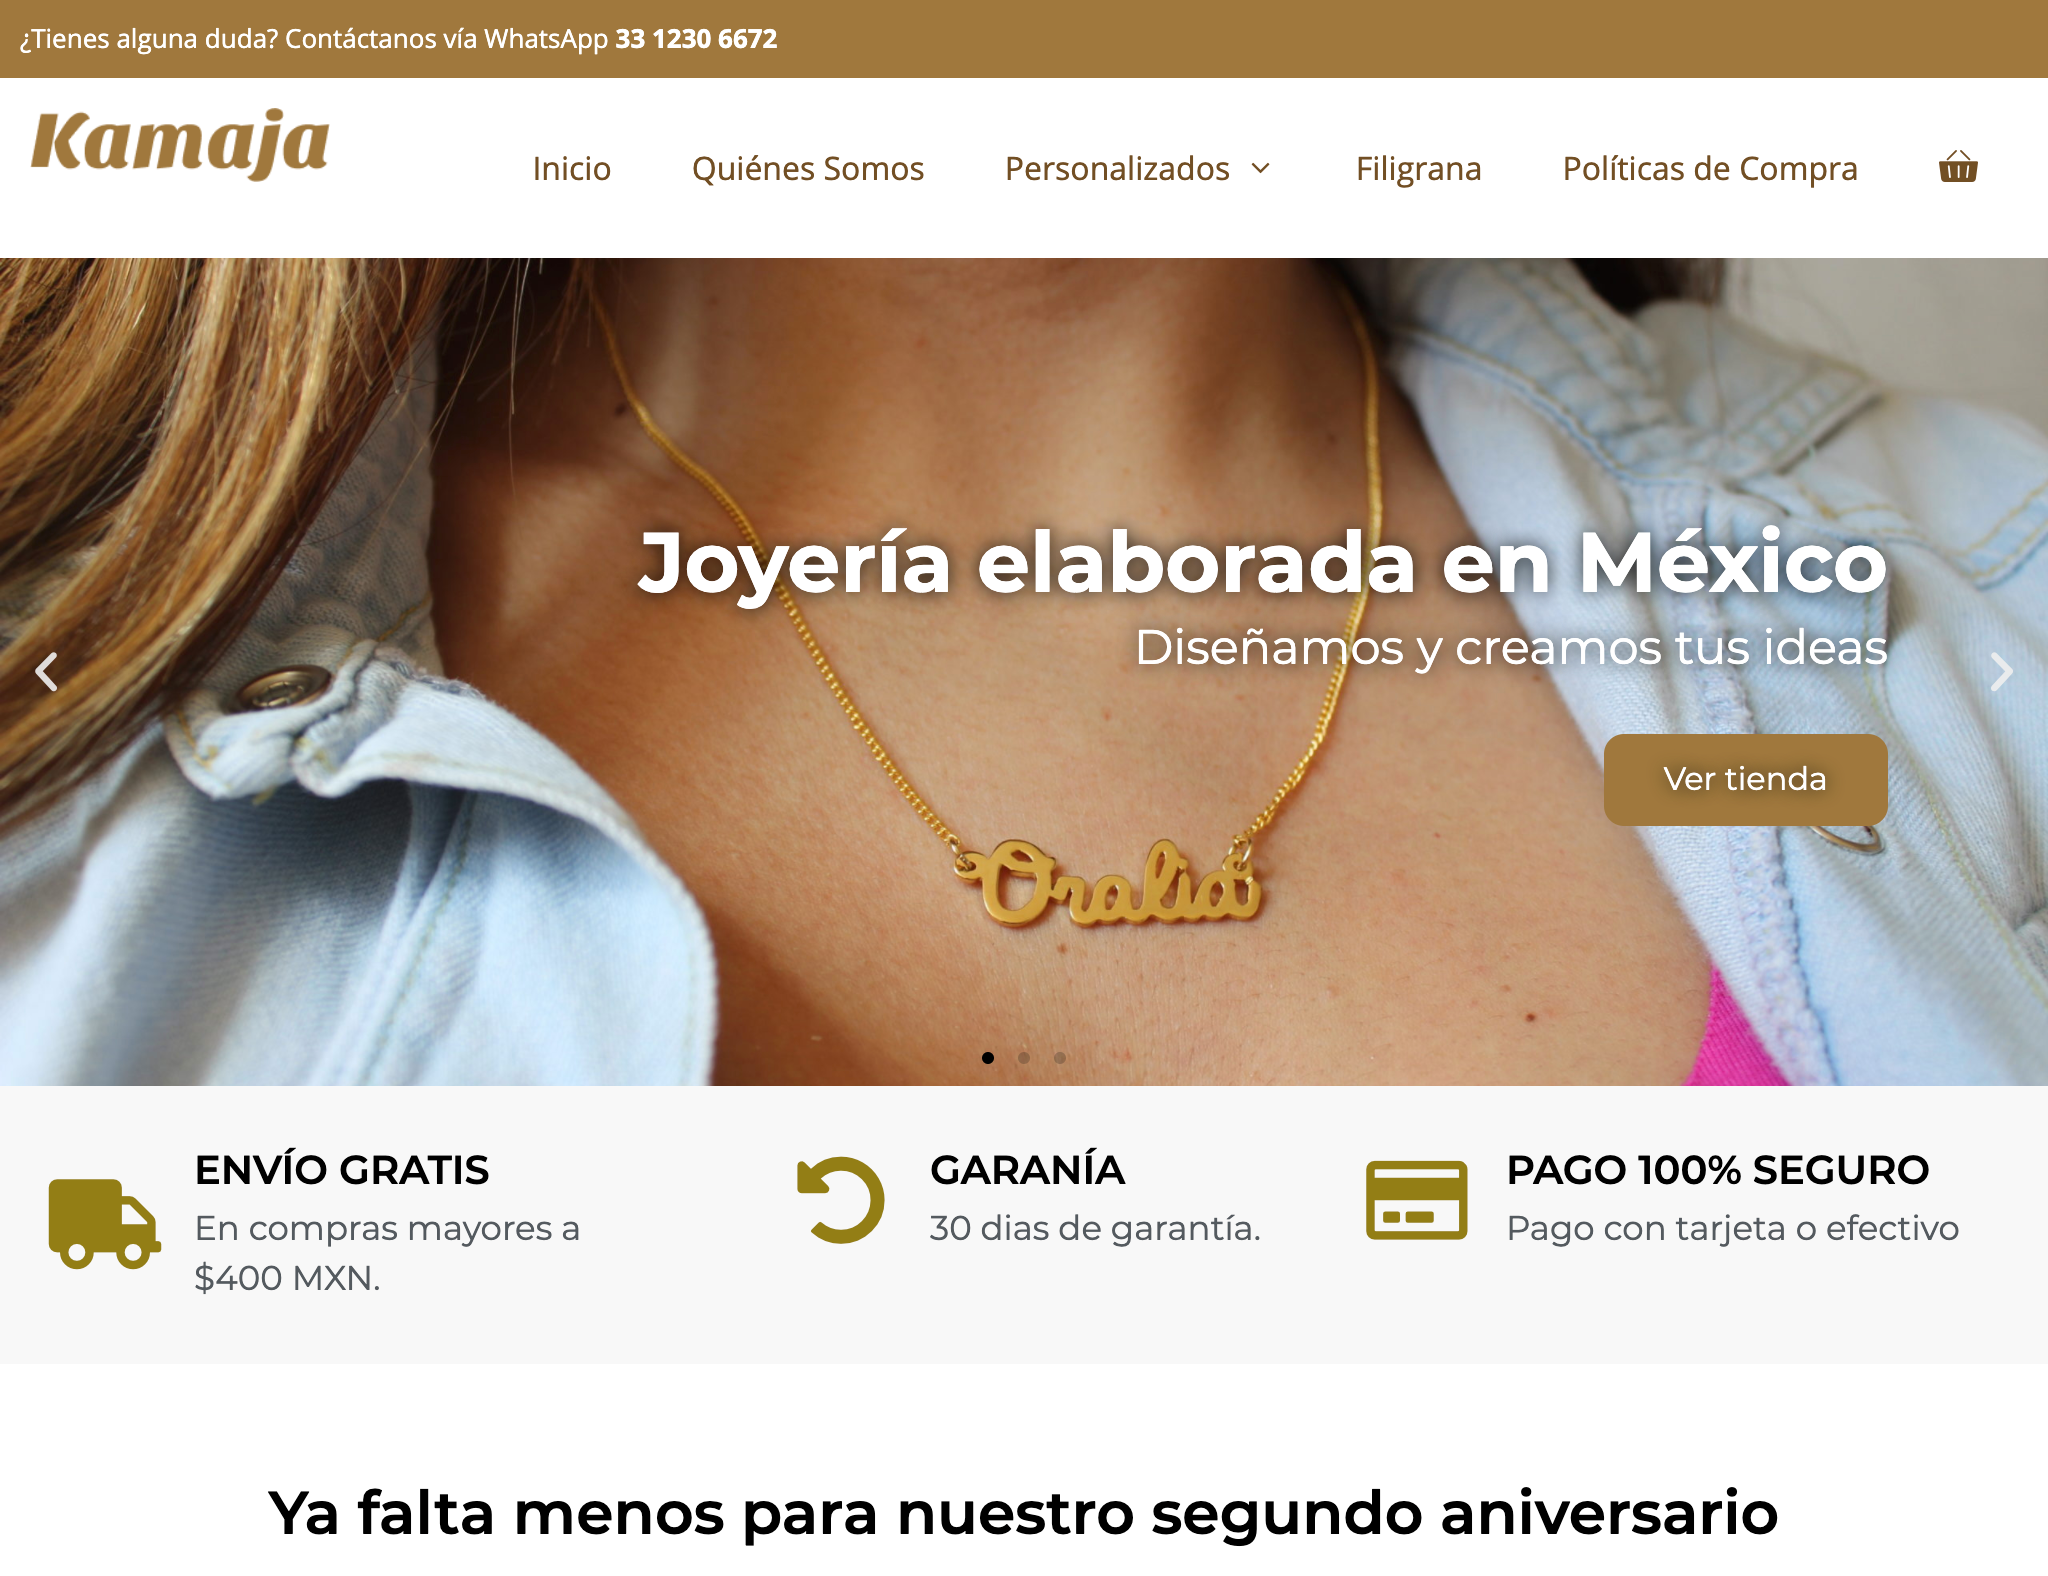 ¿Tienes alguna duda? Contáctanos vía WhatsApp 33 1230 6672
Kamaja
Inicio
Quiénes Somos
Personalizados
Filigrana
Políticas de Compra
Joyería elaborada en México
Diseñamos y creamos tus ideas
Ver tienda
Oralia
ENVÍO GRATIS
En compras mayores a
$400 MXN.
GARANÍA
30 dias de garantía.
PAGO 100% SEGURO
Pago con tarjeta o efectivo
Ya falta menos para nuestro segundo aniversario